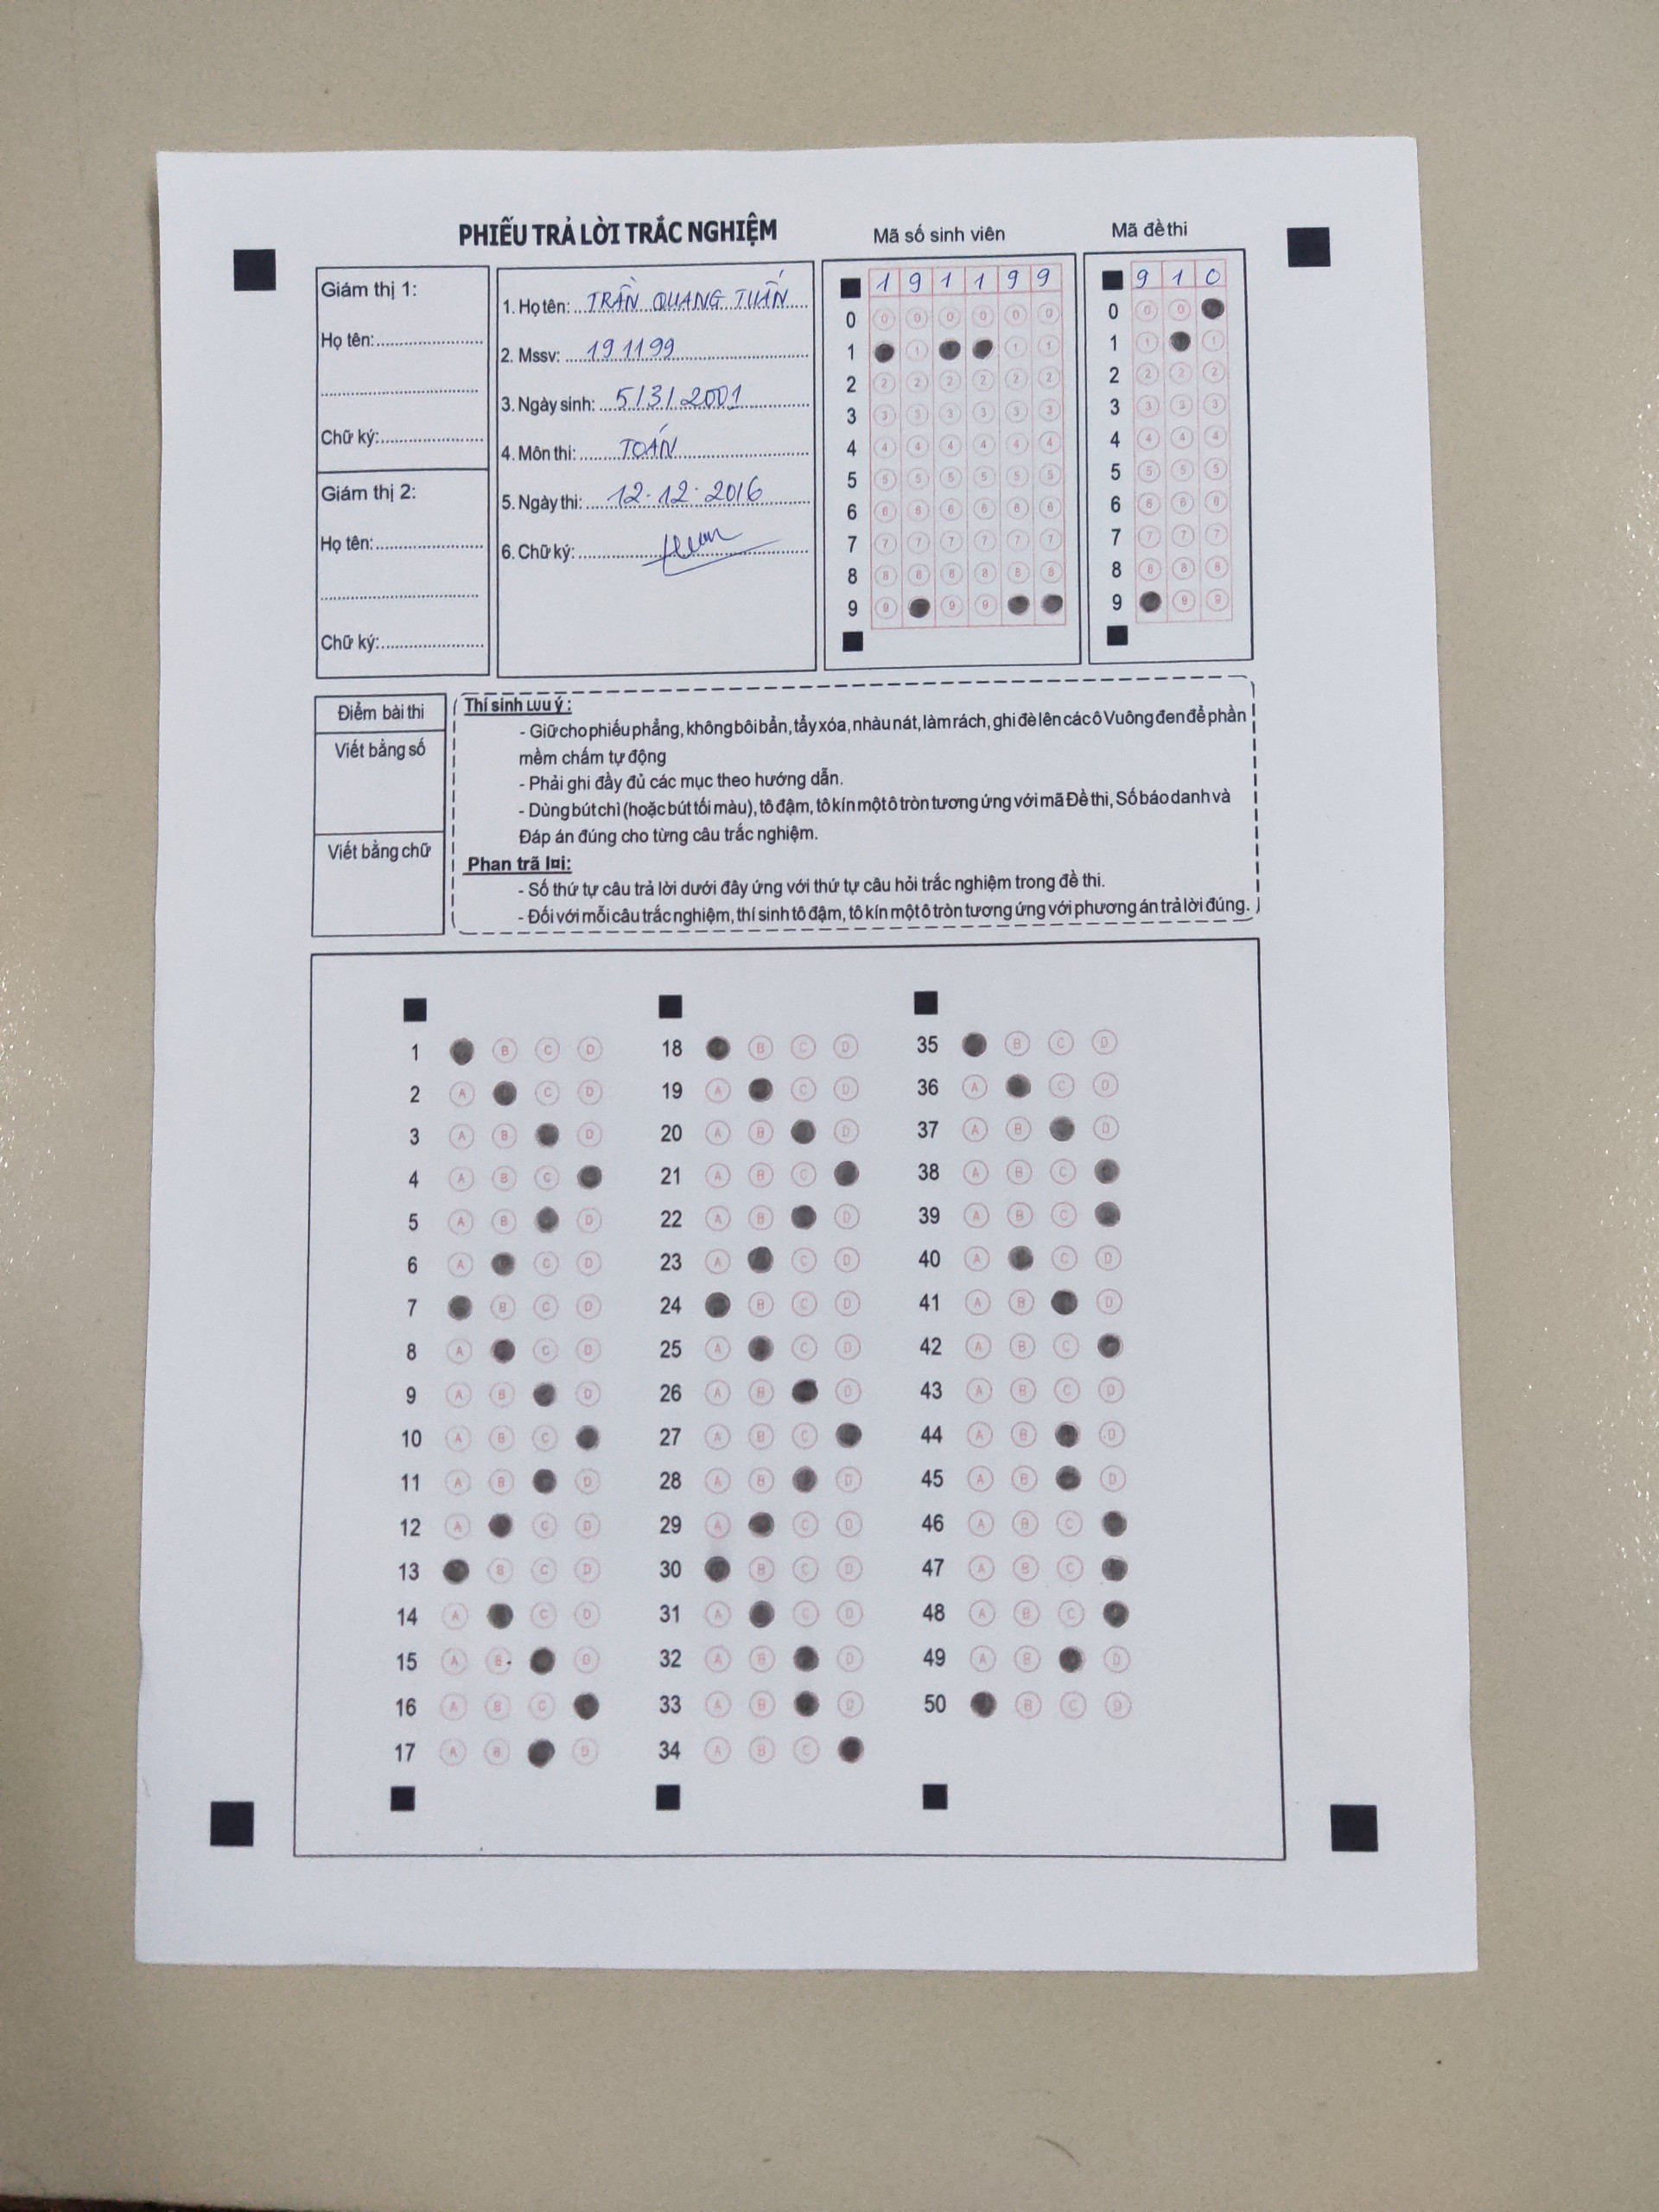 PHIẾU TRẢ LỜI TRẮC NGHIỆM
Mã số sinh viên
Mã đề thi
Giám thị 1:
Họ tên:
Chữ ký:
Giám thị 2:
Họ tên:
Chữ ký:
1. Họ tên: TRẦN QUANG TUẤN
2. Mssv: 191199
3. Ngày sinh: 5/3/2001
4. Môn thi: TOÁN
5. Ngày thi: 12.12.2016
6. Chữ ký:
1 9 1 1 9 9
0 0 0 0 0 0 0
1 1 1 1
2 2 2 2 2 2 2
3 3 3 3 3 3 3
4 4 4 4 4 4 4
5 5 5 5 5 5 5
6 6 6 6 6 6 6
7 7 7 7 7 7 7
8 8 8 8 8 8 8
9 9 9 9
9 1 0
0 0 0
1 1 1
2 2 2 2
3 3 3 3
4 4 4 4
5 5 5 5
6 6 6 6
7 7 7 7
8 8 8 8
9 9 9
Điểm bài thi
Viết bằng số
Viết bằng chữ
Thí sinh Lưu ý :
- Giữ cho phiếu phẳng, không bôi bẩn, tẩy xóa, nhàu nát, làm rách, ghi đè lên các ô Vuông đen để phần
mềm chấm tự động
- Phải ghi đầy đủ các mục theo hướng dẫn.
- Dùng bút chì (hoặc bút tối màu), tô đậm, tô kín một ô tròn tương ứng với mã Đề thi, Số báo danh và
Đáp án đúng cho từng câu trắc nghiệm.
Phan trã lai:
- Số thứ tự câu trả lời dưới đây ứng với thứ tự câu hỏi trắc nghiệm trong đề thi.
- Đối với mỗi câu trắc nghiệm, thí sinh tô đậm, tô kín một ô tròn tương ứng với phương án trả lời đúng.
1 B C D
2 A C D
3 A B D
4 A B C
5 A B D
6 A C D
7 B C D
8 A C D
9 A B D
10 A B C
11 A B D
12 A C D
13 B C D
14 A C D
15 A B D
16 A B C
17 A B D
18 B C D
19 A C D
20 A B D
21 A B C
22 A B D
23 A C D
24 B C D
25 A C D
26 A B D
27 A B C
28 A B D
29 A C D
30 B C D
31 A C D
32 A B D
33 A B D
34 A B C
35 B C D
36 A C D
37 A B D
38 A B C
39 A B C
40 A C D
41 A B D
42 A B C
43 A B C D
44 A B D
45 A B D
46 A B C
47 A B C
48 A B C
49 A B D
50 B C D